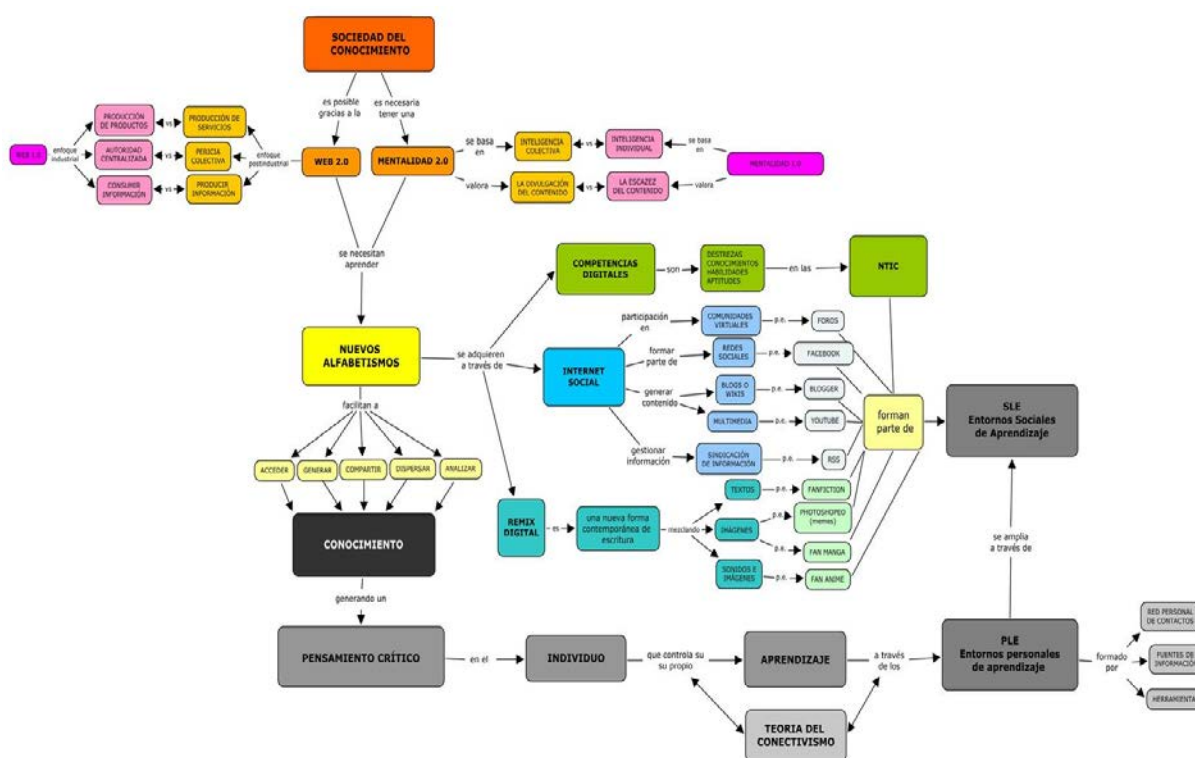 SOCIEDAD DEL
CONOCIMIENTO
es posible
gracias a la
es necesaria
tener una
WEB 1.0
enfoque
industrial
PRODUCCIÓN
DE PRODUCTOS
vs
PRODUCCIÓN DE
SERVICIOS
AUTORIDAD
CENTRALIZADA
vs
PERICIA
COLECTIVA
CONSUMIR
INFORMACIÓN
vs
PRODUCIR
INFORMACIÓN
enfoque
postindustrial
WEB 2.0
MENTALIDAD 2.0
se basa
en
INTELIGENCIA
COLECTIVA
vs
INTELIGENCIA
INDIVIDUAL
se basa
en
MENTALIDAD 1.0
valora
LA DIVULGACIÓN
DEL CONTENIDO
vs
LA ESCAZEZ
DEL CONTENIDO
valora
se necesitan
aprender
NUEVOS
ALFABETISMOS
se adquieren
a través de
COMPETENCIAS
DIGITALES
son
DESTREZAS
CONOCIMIENTOS
HABILIDADES
APTITUDES
en las
NTIC
INTERNET
SOCIAL
participación
en
COMUNIDADES
VIRTUALES
p.e.
FOROS
formar
parte de
REDES
SOCIALES
p.e.
FACEBOOK
generar
contenido
BLOGS O
WIKIS
p.e.
BLOGGER
MULTIMEDIA
p.e.
YOUTUBE
gestionar
información
SINDICACIÓN
DE INFORMACIÓN
p.e.
RSS
REMIX
DIGITAL
es
una nueva forma
contemporánea de
escritura
mezclando
TEXTOS
p.e.
FANFICTION
IMÁGENES
p.e.
PHOTOSHOPEO
(memes)
p.e.
FAN MANGA
SONIDOS E
IMÁGENES
p.e.
FAN ANIME
forman
parte de
SLE
Entornos Sociales
de Aprendizaje
facilitan a
ACCEDER
GENERAR
COMPARTIR
DISPERSAR
ANALIZAR
CONOCIMIENTO
generando un
PENSAMIENTO CRÍTICO
en el
INDIVIDUO
que controla su
su propio
APRENDIZAJE
a través
de los
TEORIA DEL
CONECTIVISMO
PLE
Entornos personales
de aprendizaje
se amplia
a través de
formado
por
RED PERSONAL
DE CONTACTOS
FUENTES DE
INFORMACIÓN